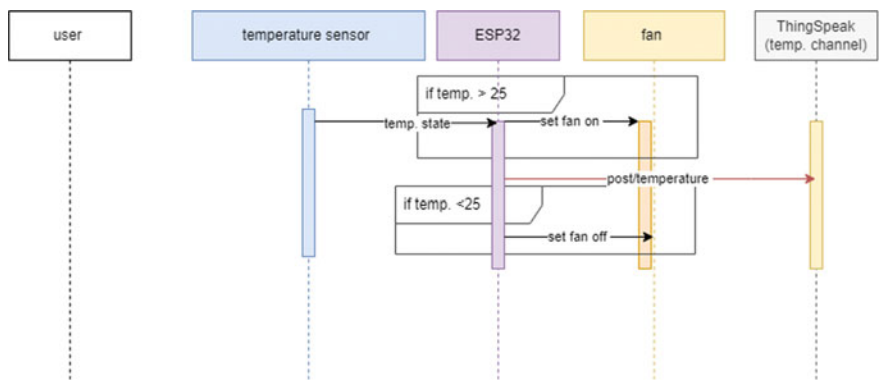 user
temperature sensor
ESP32
fan
ThingSpeak
(temp. channel)
if temp. > 25
temp. state
set fan on
post/temperature
if temp. <25
set fan off